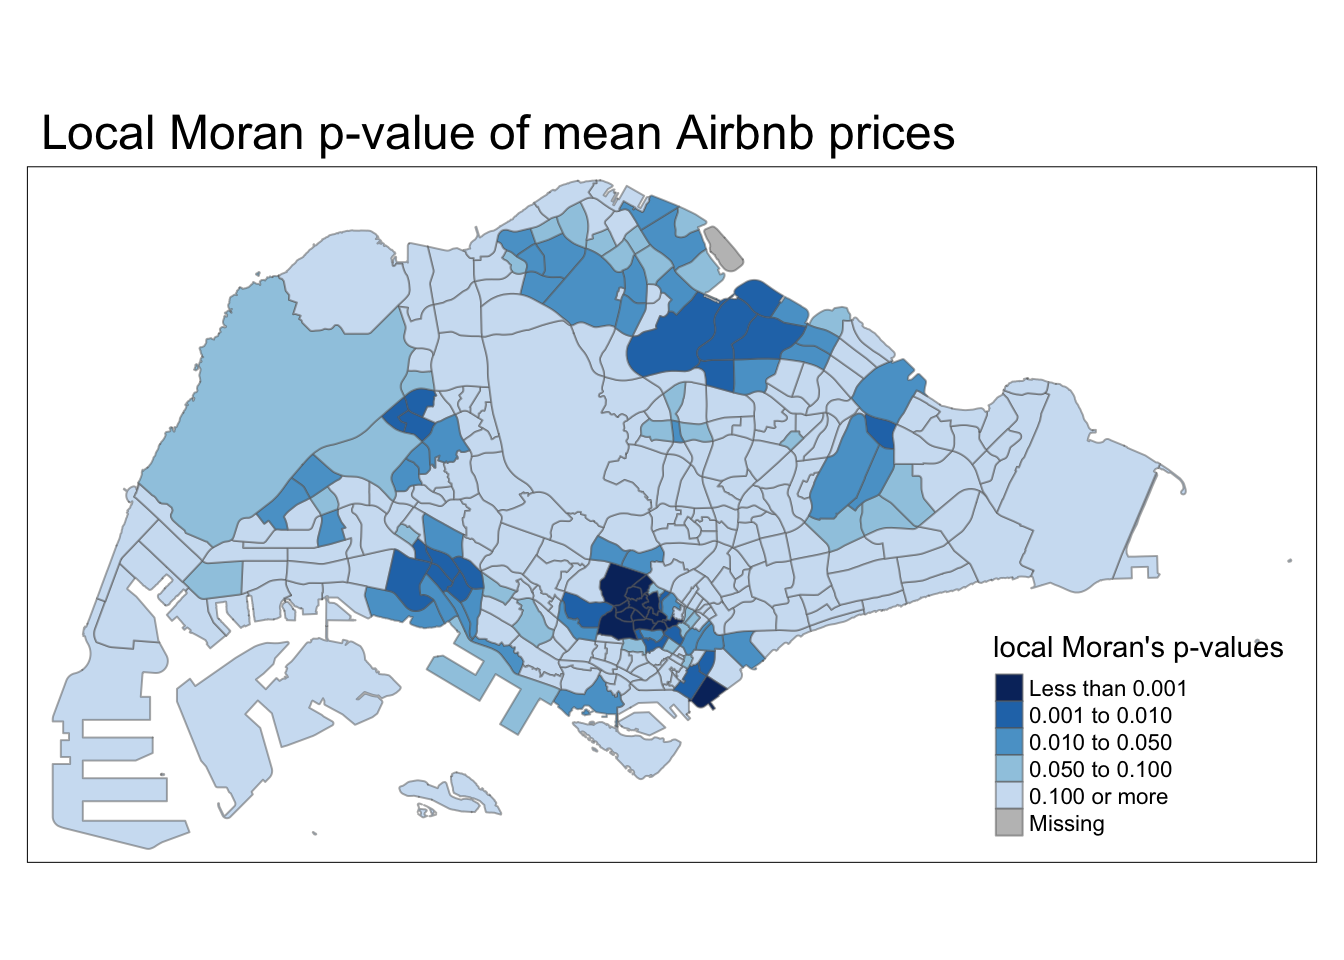 Local Moran p-value of mean Airbnb prices
local Moran's p-values
Less than 0.001
0.001 to 0.010
0.010 to 0.050
0.050 to 0.100
0.100 or more
Missing